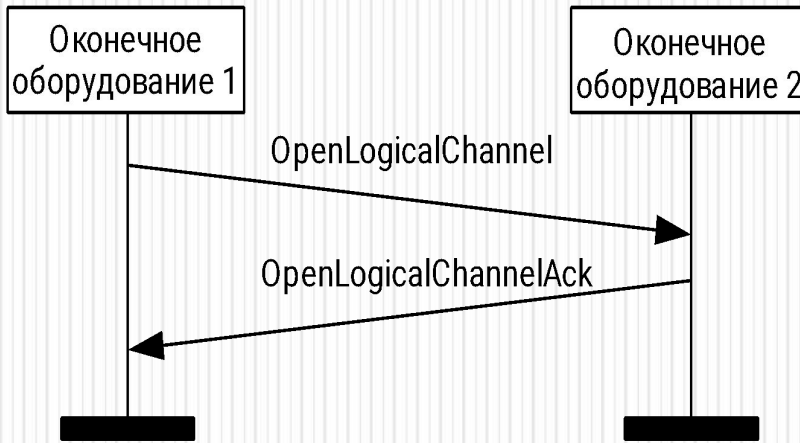 Оконечное
оборудование 1
Оконечное
оборудование 2
OpenLogicalChannel
OpenLogicalChannelAck